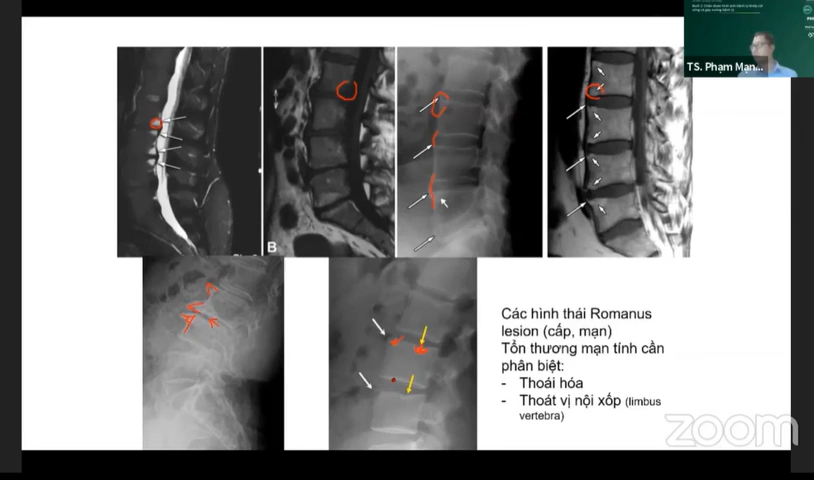 TS. Phạm Mạn...
B
Các hình thái Romanus
lesion (cấp, mạn)
Tổn thương mạn tính cần
phân biệt:
- Thoái hóa
- Thoát vị nội xốp (limbus
vertebra)
zoom